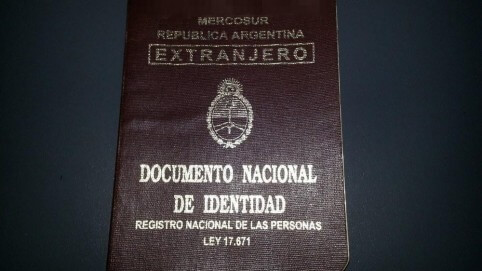 MERCOSUR
REPUBLICA ARGENTINA
EXTRANJERO
DOCUMENTO NACIONAL
DE IDENTIDAD
REGISTRO NACIONAL DE LAS PERSONAS
LEY 17.671